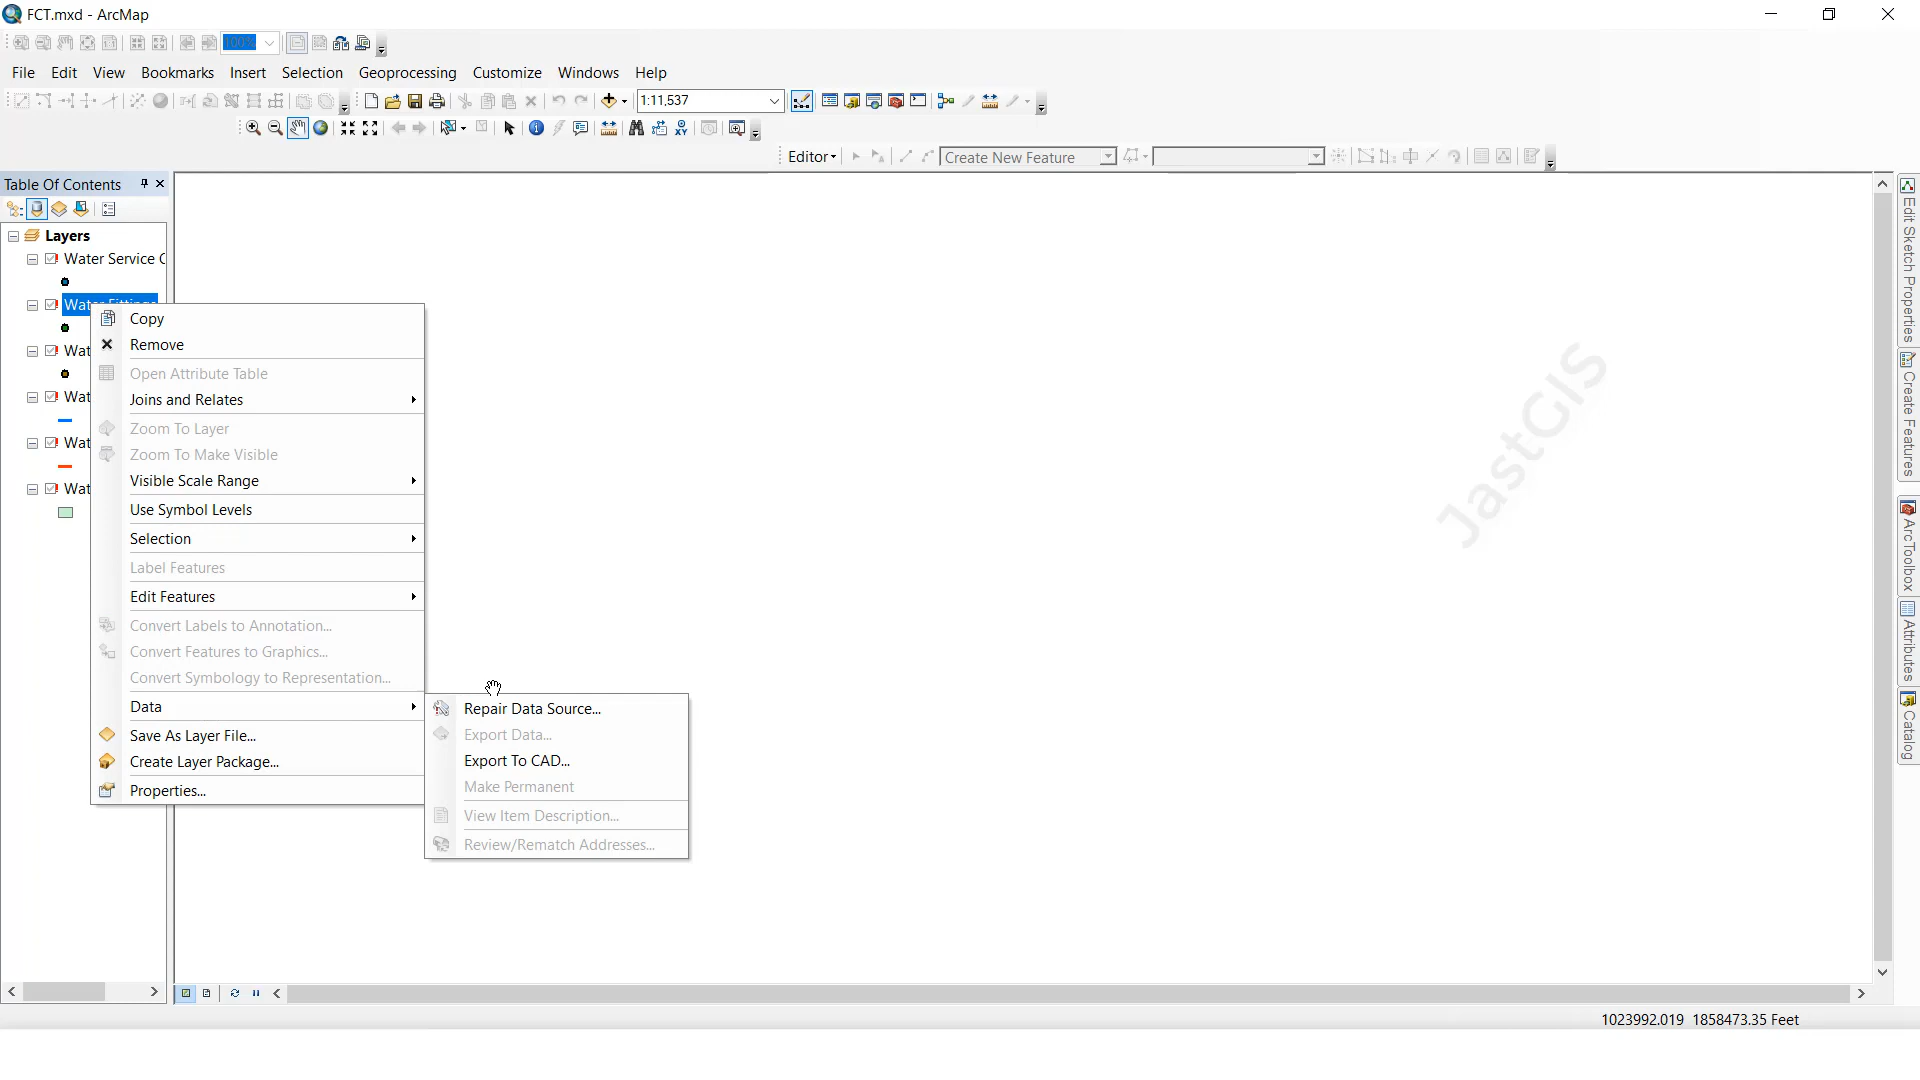 FCT.mxd - ArcMap
100%
File Edit View Bookmarks Insert Selection Geoprocessing Customize Windows Help
1:11,537
Editor
Create New Feature
Table Of Contents
Layers
Water Service C
Water Fittings
Wat
Wat
Wat
Wat
Copy
Remove
Open Attribute Table
Joins and Relates
Zoom To Layer
Zoom To Make Visible
Visible Scale Range
Use Symbol Levels
Selection
Label Features
Edit Features
Convert Labels to Annotation...
Convert Features to Graphics...
Convert Symbology to Representation...
Data
Save As Layer File...
Create Layer Package...
Properties...
Repair Data Source...
Export Data...
Export To CAD...
Make Permanent
View Item Description...
Review/Rematch Addresses...
JastGIS
Edit Sketch Properties
Create Features
ArcToolbox
Attributes
Catalog
1023992.019 1858473.35 Feet